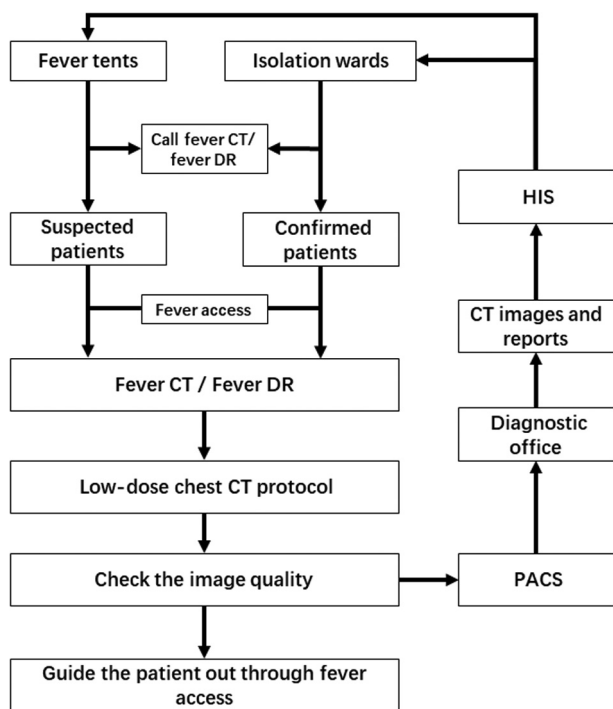 Fever tents
Isolation wards
Call fever CT/
fever DR
HIS
Suspected
patients
Confirmed
patients
Fever access
CT images and
reports
Fever CT / Fever DR
Diagnostic
office
Low-dose chest CT protocol
Check the image quality
PACS
Guide the patient out through fever
access